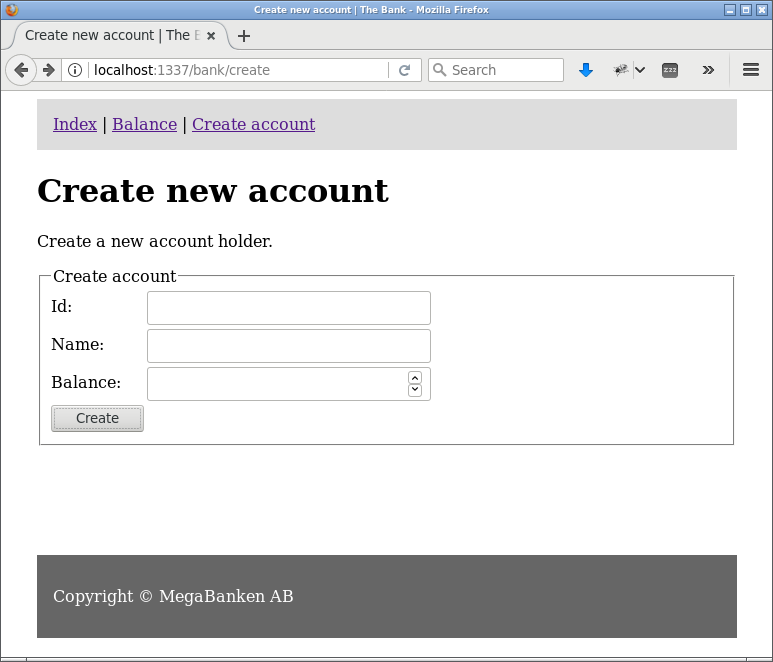 Create new account | The Bank - Mozilla Firefox
Create new account | The B
localhost:1337/bank/create
Search
zzz
Index | Balance | Create account
Create new account
Create a new account holder.
Create account
Id:
Name:
Balance:
Create
Copyright © MegaBanken AB